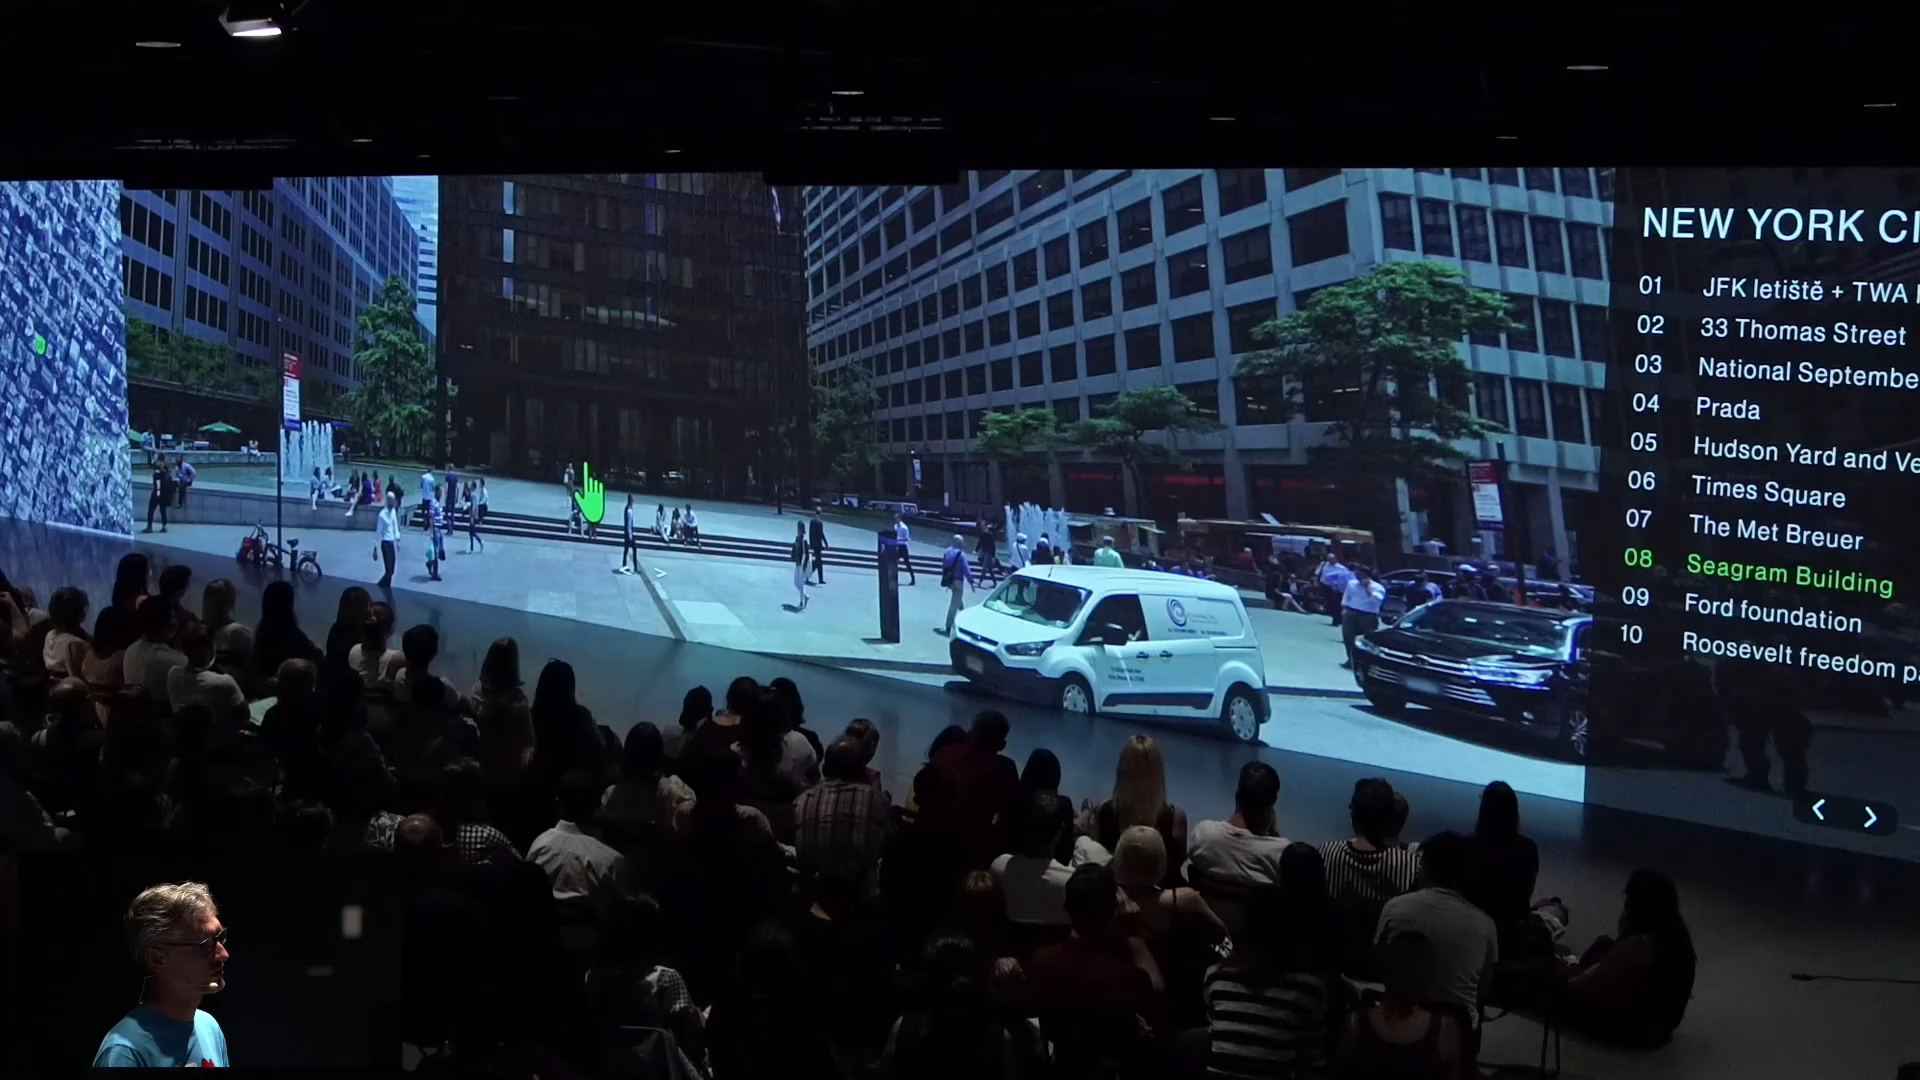 NEW YORK CI
01 JFK letiště + TWA
02 33 Thomas Street
03 National Septembe
04 Prada
05 Hudson Yard and Ve
06 Times Square
07 The Met Breuer
08 Seagram Building
09 Ford foundation
10 Roosevelt freedom pa